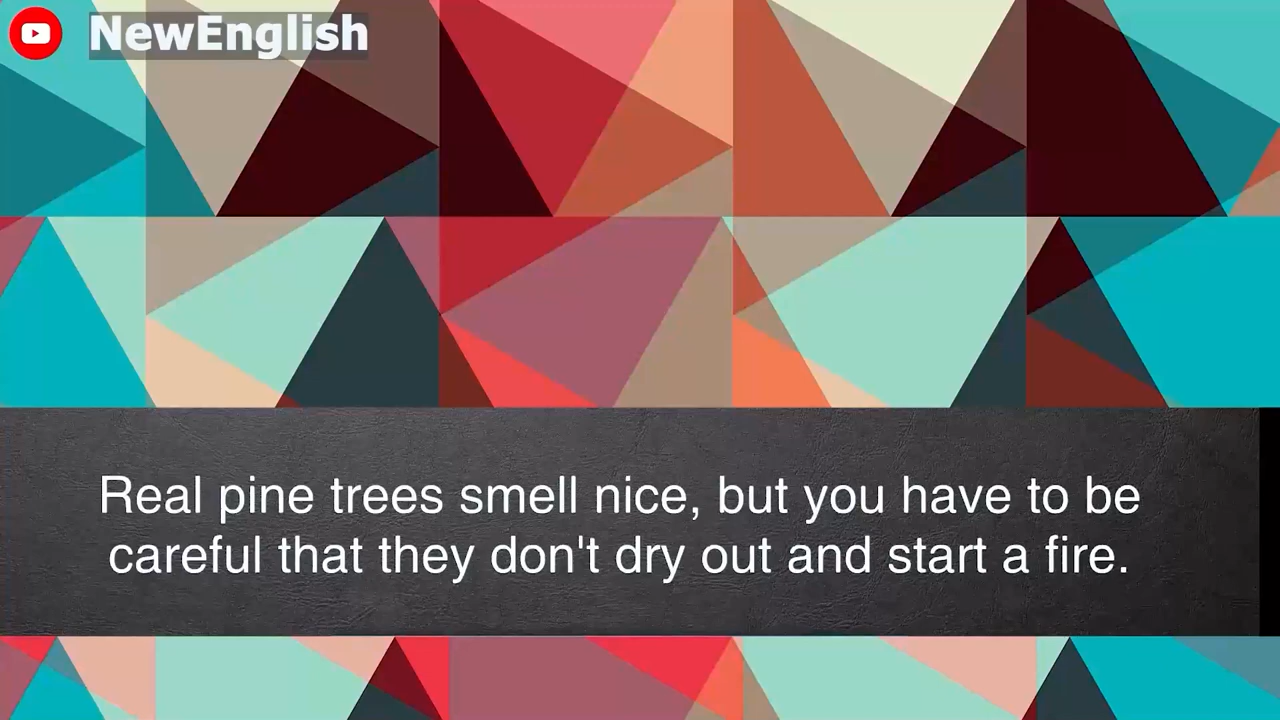 NewEnglish
Real pine trees smell nice, but you have to be
careful that they don't dry out and start a fire.